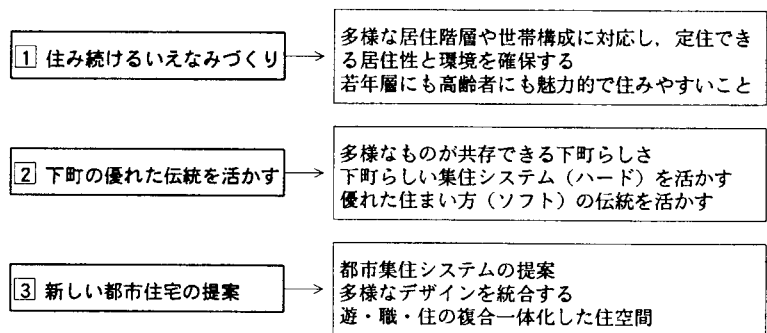 1 住み続けるいえなみづくり
多様な居住階層や世帯構成に対応し，定住でき
る居住性と環境を確保する
若年層にも高齢者にも魅力的で住みやすいこと
2 下町の優れた伝統を活かす
多様なものが共存できる下町らしさ
下町らしい集住システム（ハード）を活かす
優れた住まい方（ソフト）の伝統を活かす
3 新しい都市住宅の提案
都市集住システムの提案
多様なデザインを統合する
遊・職・住の複合一体化した住空間